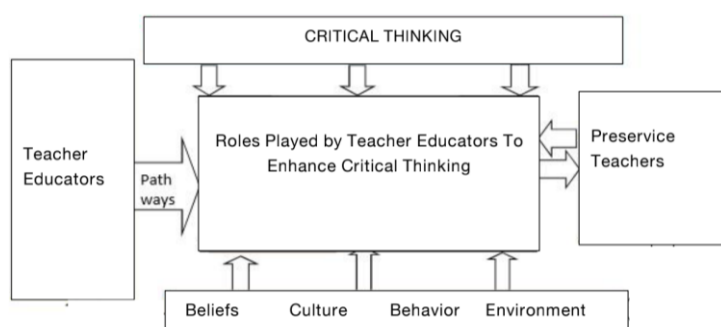 CRITICAL THINKING
Teacher
Educators
Path
ways
Roles Played by Teacher Educators To
Enhance Critical Thinking
Preservice
Teachers
Beliefs Culture Behavior Environment